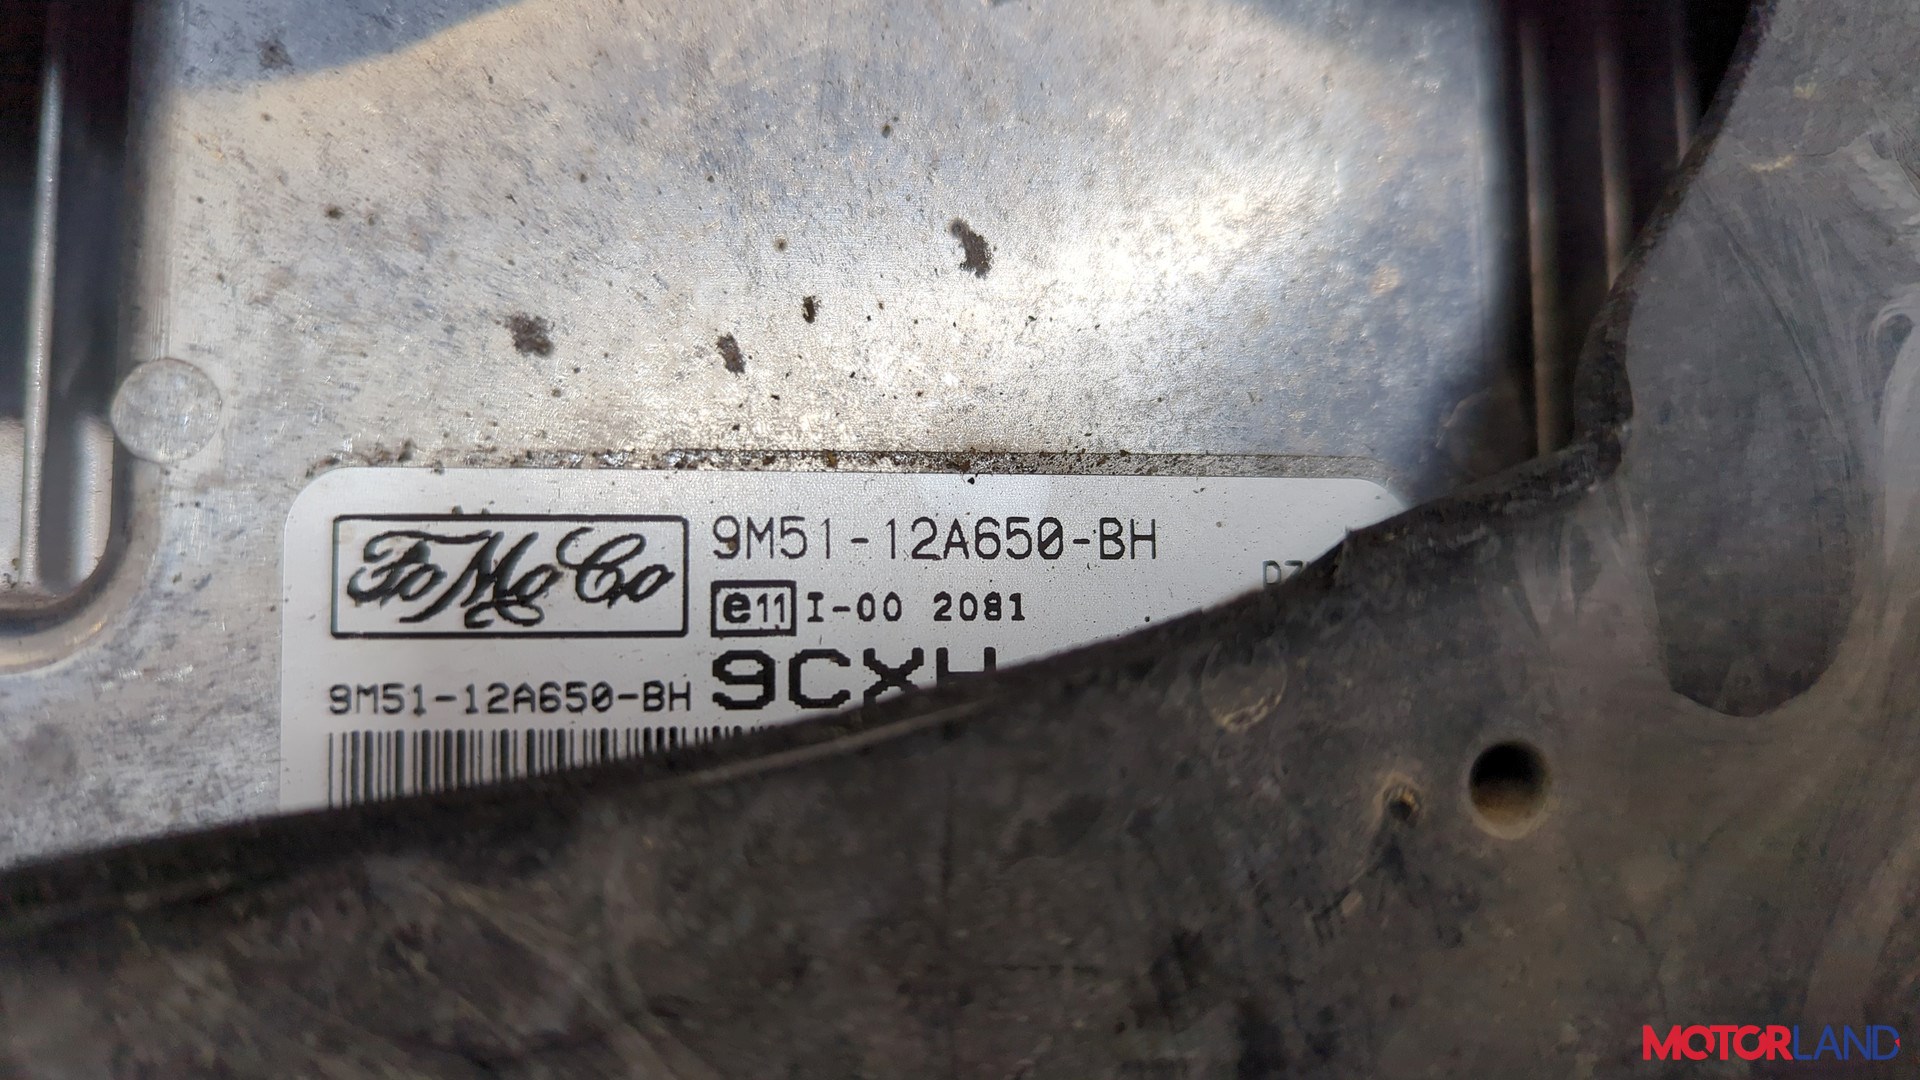 FoMoCo
9M51-12A650-BH
e11 I-00 2081
9M51-12A650-BH
MOTORLAND